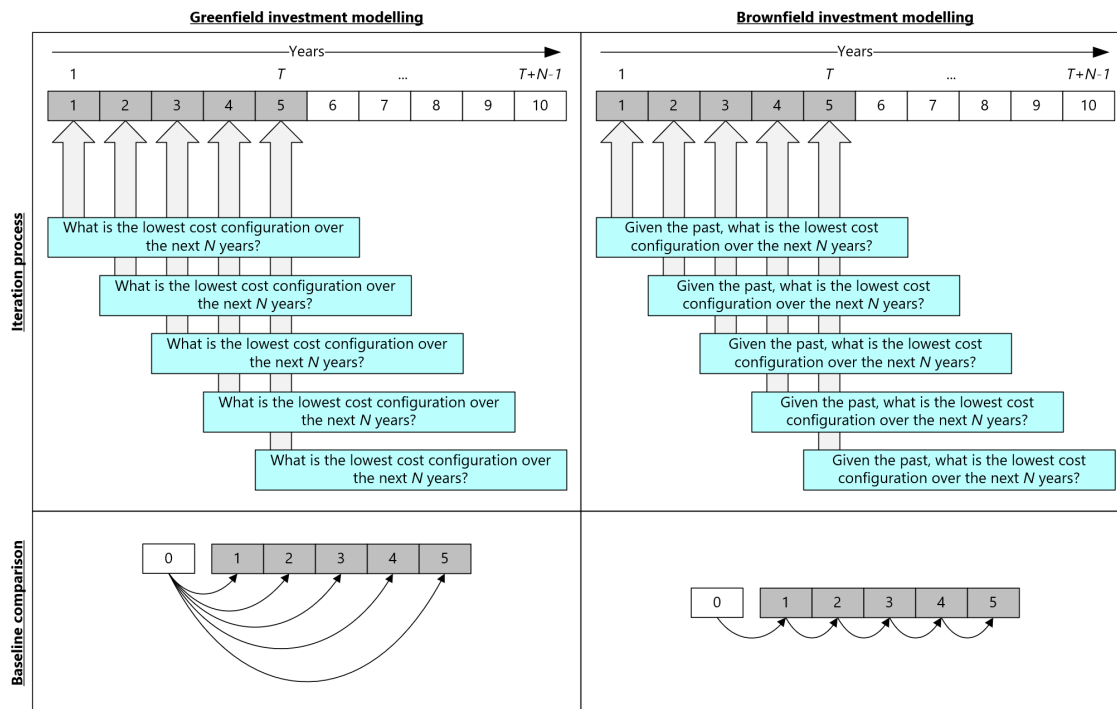 Greenfield investment modelling
Brownfield investment modelling
Iteration process
Years
1 T ... T+N-1
1 2 3 4 5 6 7 8 9 10
What is the lowest cost configuration over
the next N years?
What is the lowest cost configuration over
the next N years?
What is the lowest cost configuration over
the next N years?
What is the lowest cost configuration over
the next N years?
What is the lowest cost configuration over
the next N years?
Years
1 T ... T+N-1
1 2 3 4 5 6 7 8 9 10
Given the past, what is the lowest cost
configuration over the next N years?
Given the past, what is the lowest cost
configuration over the next N years?
Given the past, what is the lowest cost
configuration over the next N years?
Given the past, what is the lowest cost
configuration over the next N years?
Given the past, what is the lowest cost
configuration over the next N years?
Baseline comparison
0 1 2 3 4 5
0 1 2 3 4 5